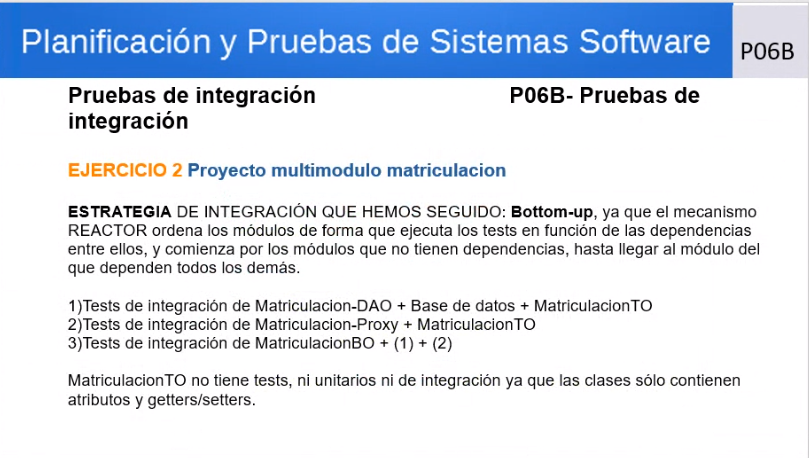 Planificación y Pruebas de Sistemas Software
P06B
Pruebas de integración P06B- Pruebas de
integración
EJERCICIO 2 Proyecto multimodulo matriculacion
ESTRATEGIA DE INTEGRACIÓN QUE HEMOS SEGUIDO: Bottom-up, ya que el mecanismo
REACTOR ordena los módulos de forma que ejecuta los tests en función de las dependencias
entre ellos, y comienza por los módulos que no tienen dependencias, hasta llegar al módulo del
que dependen todos los demás.
1)Tests de integración de Matriculacion-DAO + Base de datos + MatriculacionTO
2)Tests de integración de Matriculacion-Proxy + MatriculacionTO
3)Tests de integración de MatriculacionBO + (1) + (2)
MatriculacionTO no tiene tests, ni unitarios ni de integración ya que las clases sólo contienen
atributos y getters/setters.